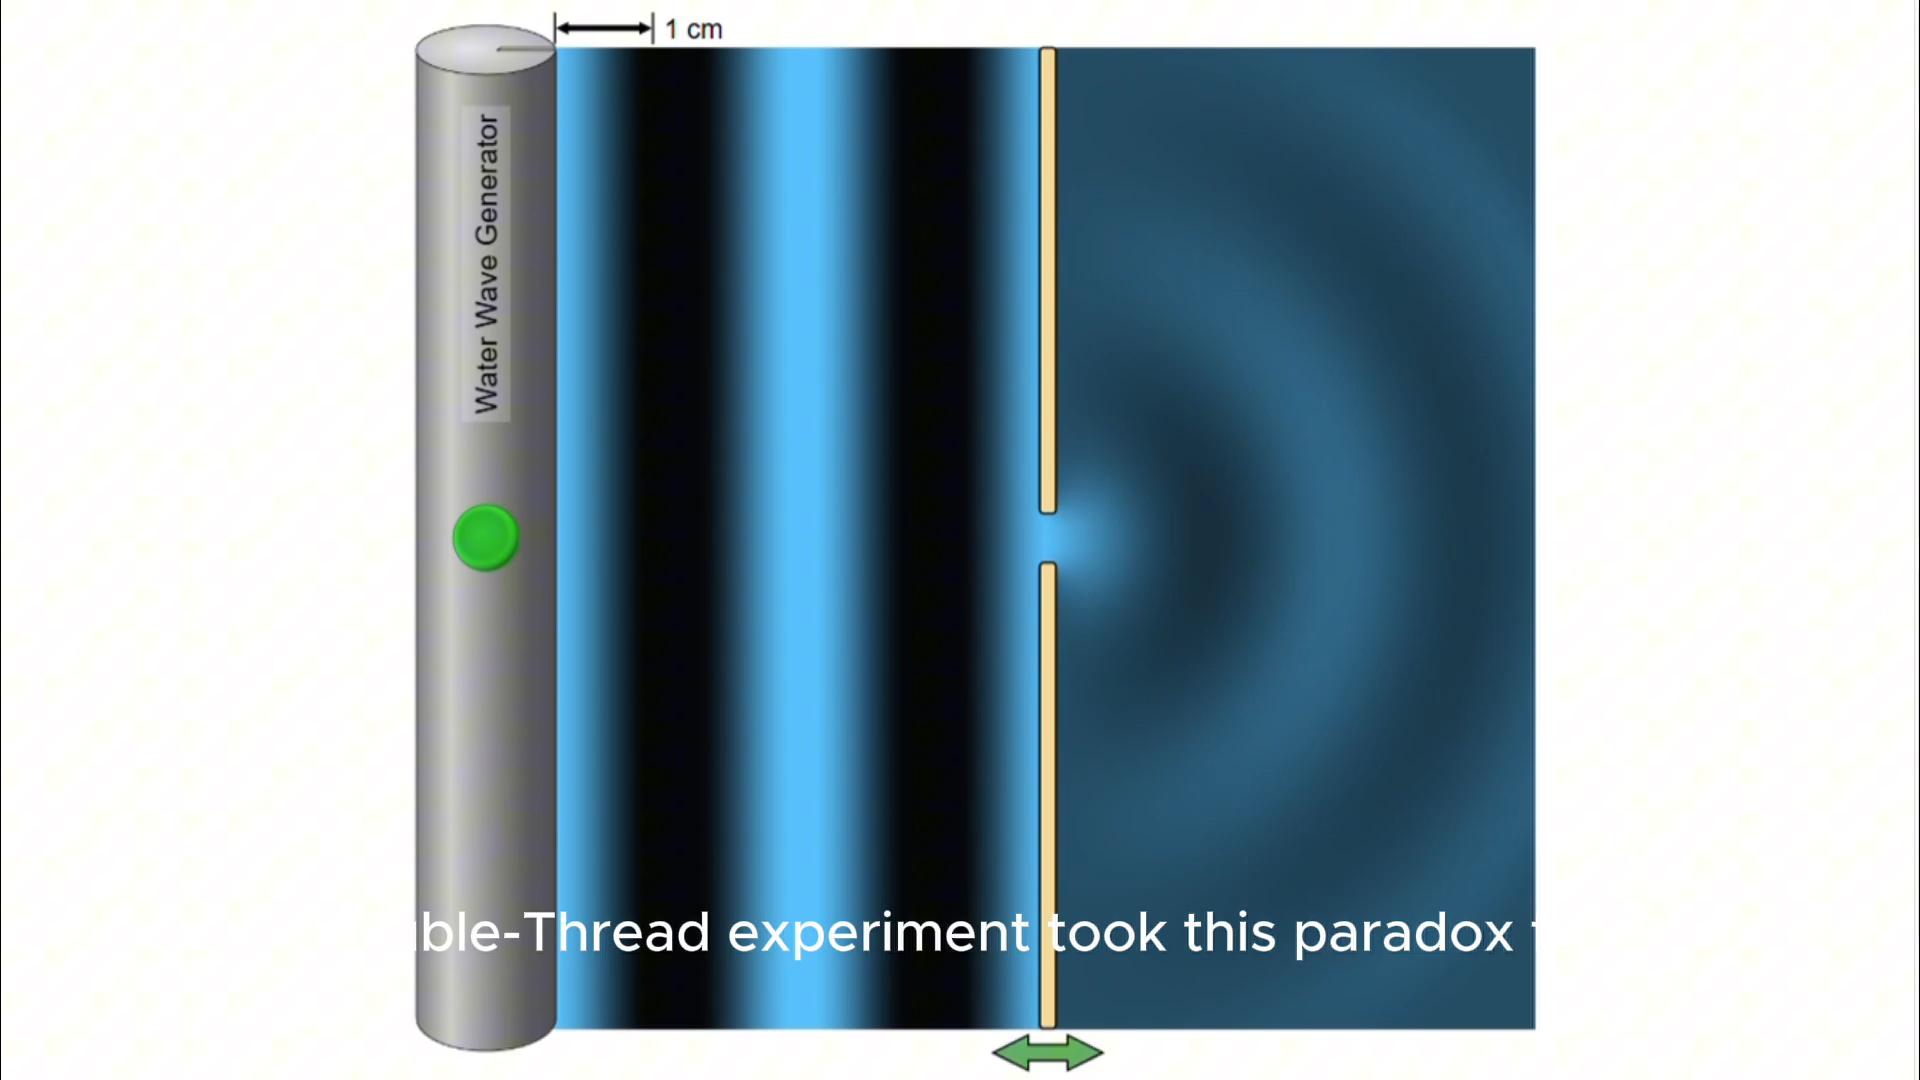 1 cm
Water Wave Generator
ble-Thread experiment took this paradox